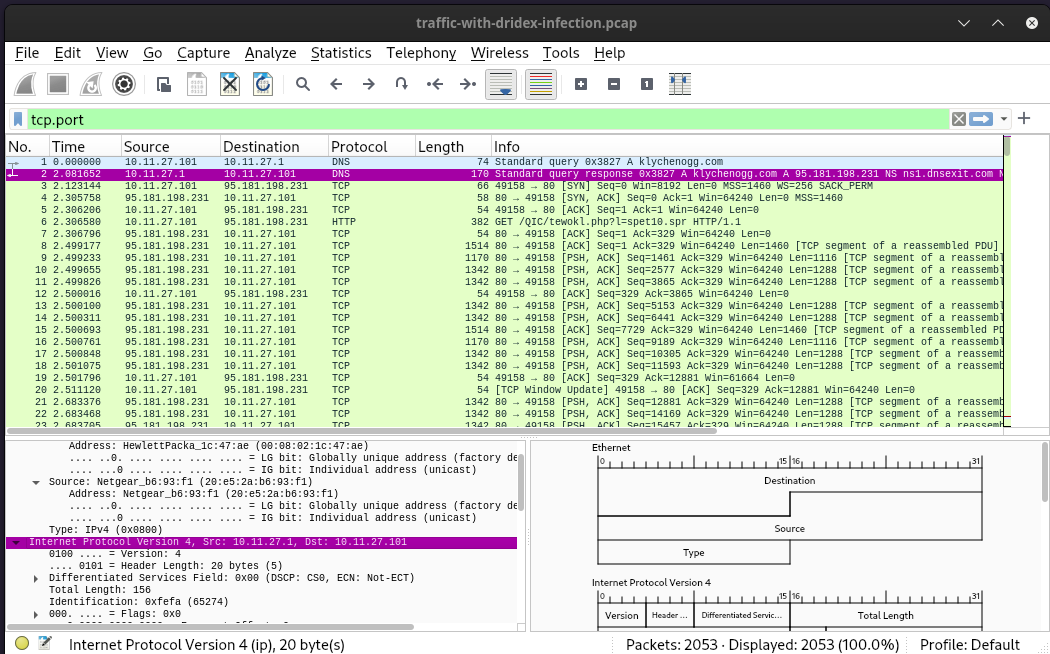 traffic-with-dridex-infection.pcap
File Edit View Go Capture Analyze Statistics Telephony Wireless Tools Help
tcp.port
No. Time Source Destination Protocol Length Info
1 0.000000 10.11.27.101 10.11.27.1 DNS 74 Standard query 0x3827 A klychenogg.com
2 2.081652 10.11.27.1 10.11.27.101 DNS 170 Standard query response 0x3827 A klychenogg.com A 95.181.198.231 NS ns1.dnsexit.com N
3 2.123144 10.11.27.101 95.181.198.231 TCP 66 49158 → 80 [SYN] Seq=0 Win=8192 Len=0 MSS=1460 WS=256 SACK_PERM
4 2.305758 95.181.198.231 10.11.27.101 TCP 58 80 → 49158 [SYN, ACK] Seq=0 Ack=1 Win=64240 Len=0 MSS=1460
5 2.306206 10.11.27.101 95.181.198.231 TCP 54 49158 → 80 [ACK] Seq=1 Ack=1 Win=64240 Len=0
6 2.306580 10.11.27.101 95.181.198.231 HTTP 382 GET /QIC/tewokl.php?l=spet10.spr HTTP/1.1
7 2.306796 95.181.198.231 10.11.27.101 TCP 54 80 → 49158 [ACK] Seq=1 Ack=329 Win=64240 Len=0
8 2.499177 95.181.198.231 10.11.27.101 TCP 1514 80 → 49158 [ACK] Seq=1 Ack=329 Win=64240 Len=1460 [TCP segment of a reassembled PDU]
9 2.499233 95.181.198.231 10.11.27.101 TCP 1170 80 → 49158 [PSH, ACK] Seq=1461 Ack=329 Win=64240 Len=1116 [TCP segment of a reassembl
10 2.499655 95.181.198.231 10.11.27.101 TCP 1342 80 → 49158 [PSH, ACK] Seq=2577 Ack=329 Win=64240 Len=1288 [TCP segment of a reassembl
11 2.499826 95.181.198.231 10.11.27.101 TCP 1342 80 → 49158 [PSH, ACK] Seq=3865 Ack=329 Win=64240 Len=1288 [TCP segment of a reassembl
12 2.500016 10.11.27.101 95.181.198.231 TCP 54 49158 → 80 [ACK] Seq=329 Ack=3865 Win=64240 Len=0
13 2.500100 95.181.198.231 10.11.27.101 TCP 1342 80 → 49158 [PSH, ACK] Seq=5153 Ack=329 Win=64240 Len=1288 [TCP segment of a reassembl
14 2.500311 95.181.198.231 10.11.27.101 TCP 1342 80 → 49158 [PSH, ACK] Seq=6441 Ack=329 Win=64240 Len=1288 [TCP segment of a reassembl
15 2.500693 95.181.198.231 10.11.27.101 TCP 1514 80 → 49158 [ACK] Seq=7729 Ack=329 Win=64240 Len=1460 [TCP segment of a reassembled PD
16 2.500761 95.181.198.231 10.11.27.101 TCP 1170 80 → 49158 [PSH, ACK] Seq=9189 Ack=329 Win=64240 Len=1116 [TCP segment of a reassembl
17 2.500848 95.181.198.231 10.11.27.101 TCP 1342 80 → 49158 [PSH, ACK] Seq=10305 Ack=329 Win=64240 Len=1288 [TCP segment of a reassemb
18 2.501075 95.181.198.231 10.11.27.101 TCP 1342 80 → 49158 [PSH, ACK] Seq=11593 Ack=329 Win=64240 Len=1288 [TCP segment of a reassemb
19 2.501796 10.11.27.101 95.181.198.231 TCP 54 49158 → 80 [ACK] Seq=329 Ack=12881 Win=61664 Len=0
20 2.511120 10.11.27.101 95.181.198.231 TCP 54 [TCP Window Update] 49158 → 80 [ACK] Seq=329 Ack=12881 Win=64240 Len=0
21 2.683376 95.181.198.231 10.11.27.101 TCP 1342 80 → 49158 [PSH, ACK] Seq=12881 Ack=329 Win=64240 Len=1288 [TCP segment of a reassemb
22 2.683468 95.181.198.231 10.11.27.101 TCP 1342 80 → 49158 [PSH, ACK] Seq=14169 Ack=329 Win=64240 Len=1288 [TCP segment of a reassemb
23 2.683705 95.181.198.231 10.11.27.101 TCP 1342 80 → 49158 [PSH, ACK] Seq=15457 Ack=329 Win=64240 Len=1288 [TCP segment of a reassemb
Address: HewlettPacka_1c:47:ae (00:08:02:1c:47:ae)
.... ..0. .... .... .... .... = LG bit: Globally unique address (factory de
.... ...0 .... .... .... .... = IG bit: Individual address (unicast)
Source: Netgear_b6:93:f1 (20:e5:2a:b6:93:f1)
Address: Netgear_b6:93:f1 (20:e5:2a:b6:93:f1)
.... ..0. .... .... .... .... = LG bit: Globally unique address (factory de
.... ...0 .... .... .... .... = IG bit: Individual address (unicast)
Type: IPv4 (0x0800)
Internet Protocol Version 4, Src: 10.11.27.1, Dst: 10.11.27.101
0100 .... = Version: 4
.... 0101 = Header Length: 20 bytes (5)
Differentiated Services Field: 0x00 (DSCP: CS0, ECN: Not-ECT)
Total Length: 156
Identification: 0xfefa (65274)
000. .... = Flags: 0x0
Ethernet
0 15 16 31
Destination
Source
Type
Internet Protocol Version 4
0 15 16 31
Version Header ... Differentiated Servic... Total Length
Internet Protocol Version 4 (ip), 20 byte(s) Packets: 2053 · Displayed: 2053 (100.0%) Profile: Default